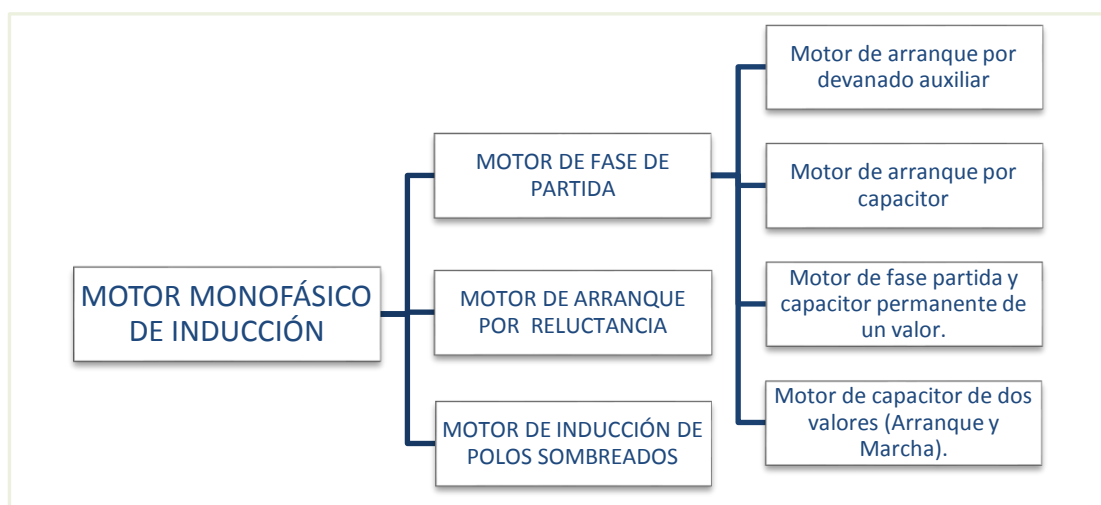 MOTOR MONOFÁSICO
DE INDUCCIÓN
MOTOR DE FASE DE
PARTIDA
MOTOR DE ARRANQUE
POR RELUCTANCIA
MOTOR DE INDUCCIÓN DE
POLOS SOMBREADOS
Motor de arranque por
devanado auxiliar
Motor de arranque por
capacitor
Motor de fase partida y
capacitor permanente de
un valor.
Motor de capacitor de dos
valores (Arranque y
Marcha).